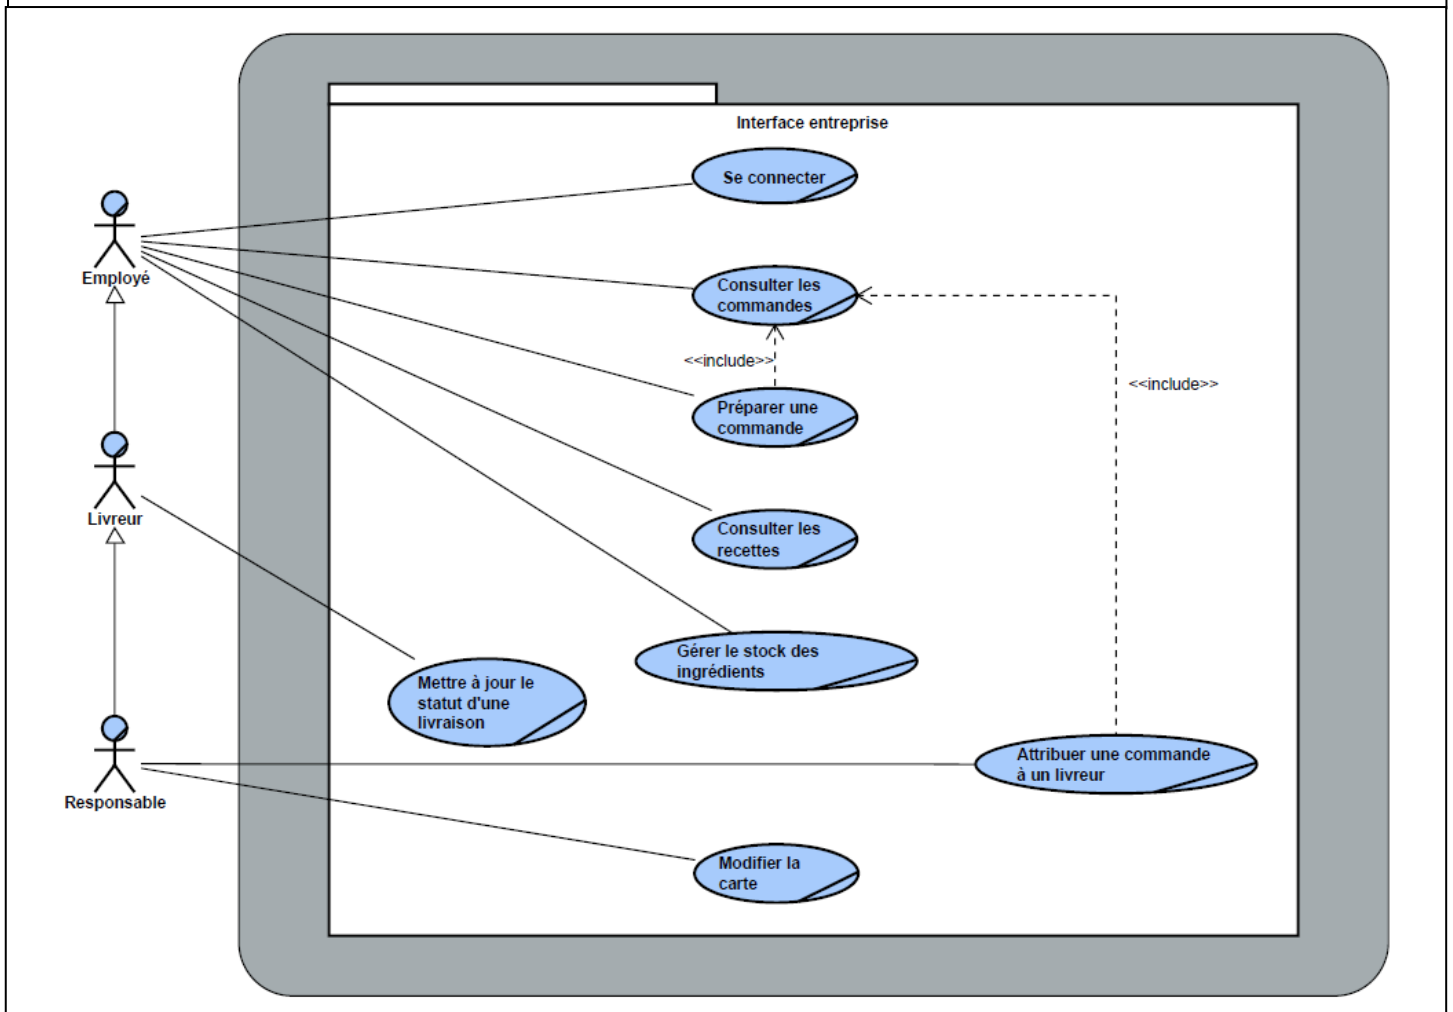 Interface entreprise
Se connecter
Employé
Consulter les
commandes
<<include>>
<<include>>
Préparer une
commande
Livreur
Consulter les
recettes
Gérer le stock des
ingrédients
Mettre à jour le
statut d'une
livraison
Responsable
Attribuer une commande
à un livreur
Modifier la
carte